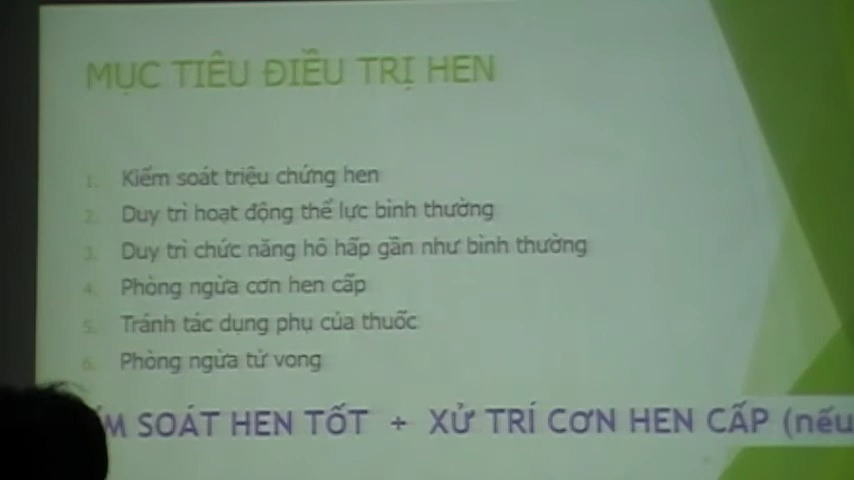 MỤC TIÊU ĐIỀU TRỊ HEN
1. Kiểm soát triệu chứng hen
2. Duy trì hoạt động thể lực bình thường
3. Duy trì chức năng hô hấp gần như bình thường
4. Phòng ngừa cơn hen cấp
5. Tránh tác dụng phụ của thuốc
6. Phòng ngừa tử vong
SOÁT HEN TỐT + XỬ TRÍ CƠN HEN CẤP (nếu